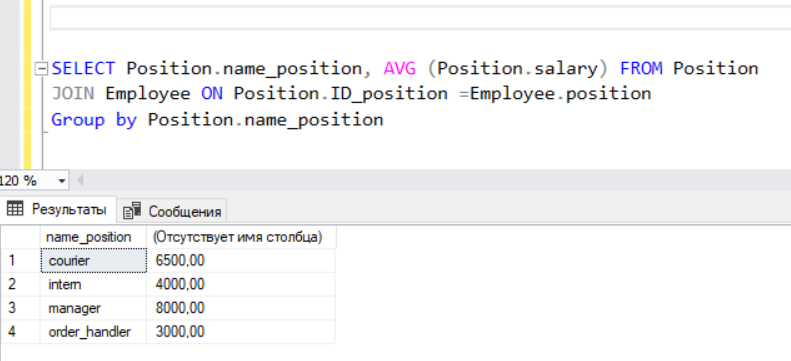 SELECT Position.name_position, AVG (Position.salary) FROM Position
JOIN Employee ON Position.ID_position =Employee.position
Group by Position.name_position
120 %
Результаты Сообщения
name_position (Отсутствует имя столбца)
1 courier 6500,00
2 intern 4000,00
3 manager 8000,00
4 order_handler 3000,00